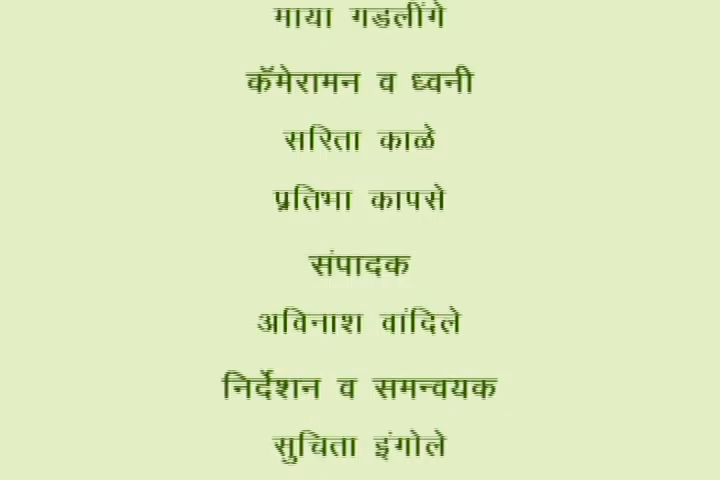 माया गडलींगे
कॅमेरामन व ध्वनी
सरिता काळे
प्रतिभा कापसे
संपादक
अविनाश वांदिले
निर्देशन व समन्वयक
सुचिता इंगोले